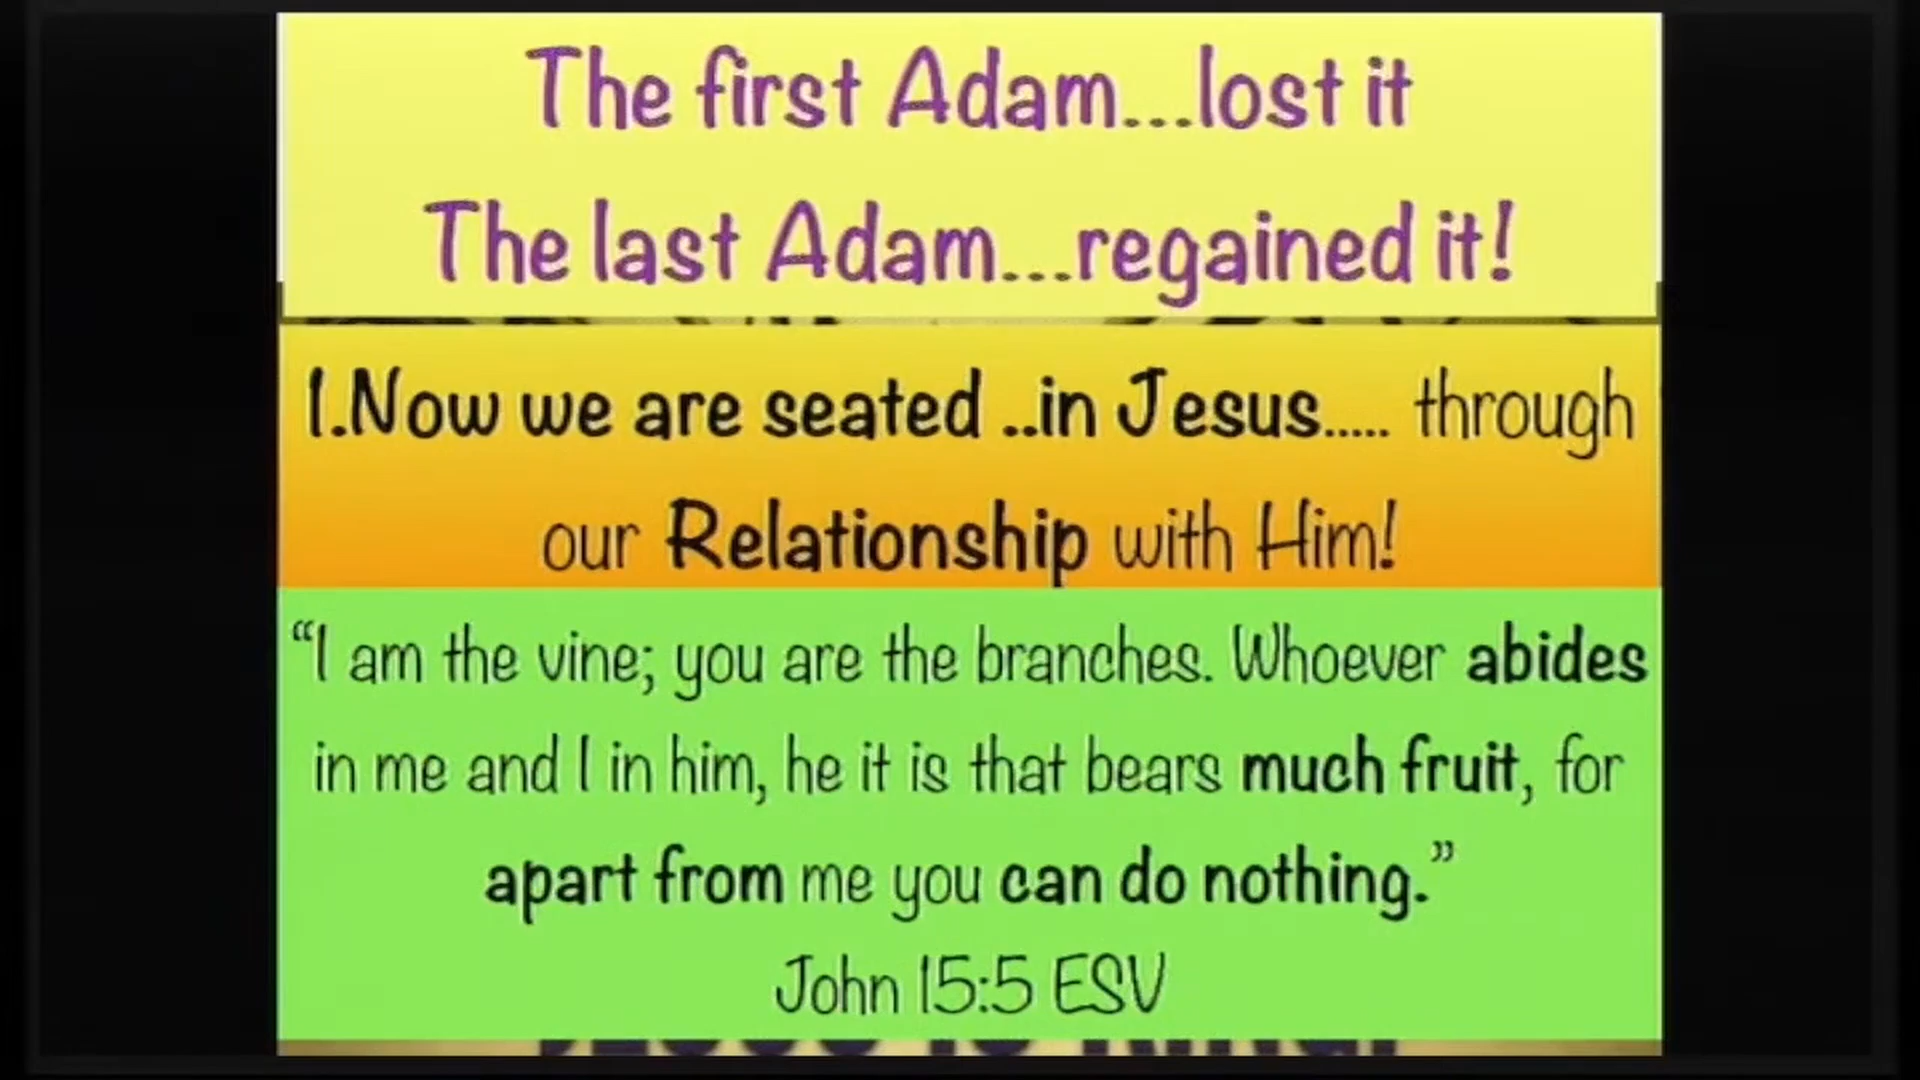 The first Adam...lost it
The last Adam...regained it!
1.Now we are seated ..in Jesus..... through
our Relationship with Him!
“I am the vine; you are the branches. Whoever abides
in me and I in him, he it is that bears much fruit, for
apart from me you can do nothing.”
John 15:5 ESV